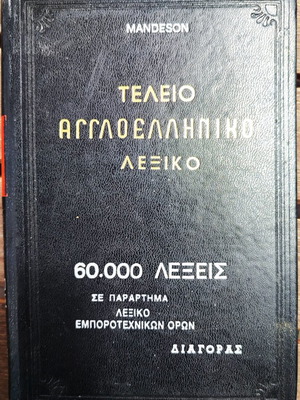 MANDESON
ΤΕΛΕΙΟ
ΑΓΓΛΟΕΛΛΗΝΙΚΟ
ΛΕΞΙΚΟ
60.000 ΛΕΞΕΙΣ
ΣΕ ΠΑΡΑΡΤΗΜΑ
ΛΕΞΙΚΟ
ΕΜΠΟΡΟΤΕΧΝΙΚΩΝ ΟΡΩΝ
ΔΙΑΓΟΡΑΣ